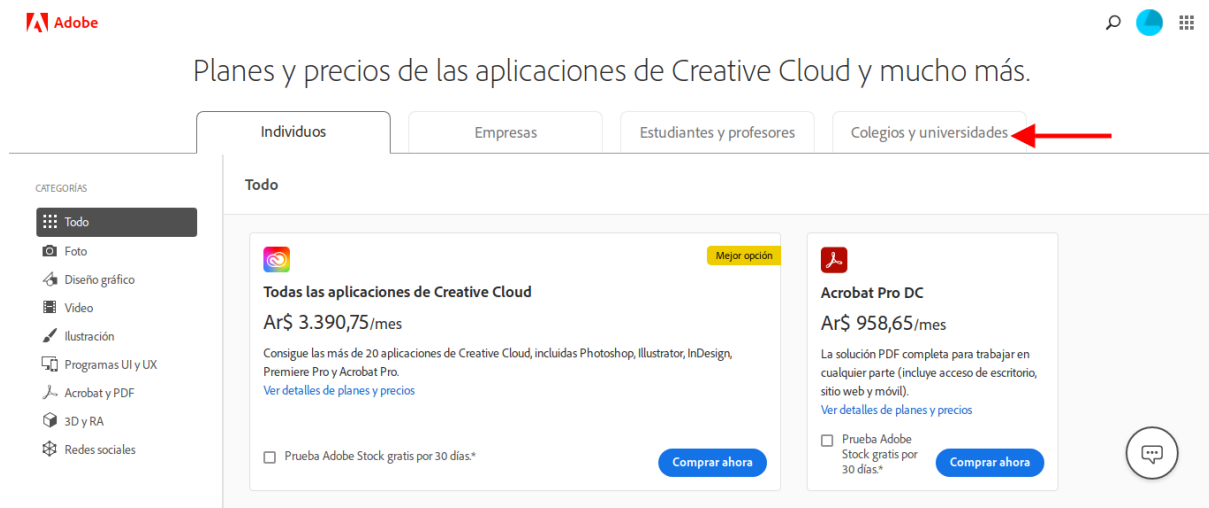 Adobe
Planes y precios de las aplicaciones de Creative Cloud y mucho más.
Individuos
Empresas
Estudiantes y profesores
Colegios y universidades
CATEGORÍAS
Todo
Foto
Diseño gráfico
Video
Ilustración
Programas UI y UX
Acrobat y PDF
3D y RA
Redes sociales
Todo
Mejor opción
Todas las aplicaciones de Creative Cloud
Ar$ 3.390,75/mes
Consigue las más de 20 aplicaciones de Creative Cloud, incluidas Photoshop, Illustrator, InDesign,
Premiere Pro y Acrobat Pro.
Ver detalles de planes y precios
Prueba Adobe Stock gratis por 30 días.*
Comprar ahora
Acrobat Pro DC
Ar$ 958,65/mes
La solución PDF completa para trabajar en
cualquier parte (incluye acceso de escritorio,
sitio web y móvil).
Ver detalles de planes y precios
Prueba Adobe
Stock gratis por
30 días.*
Comprar ahora